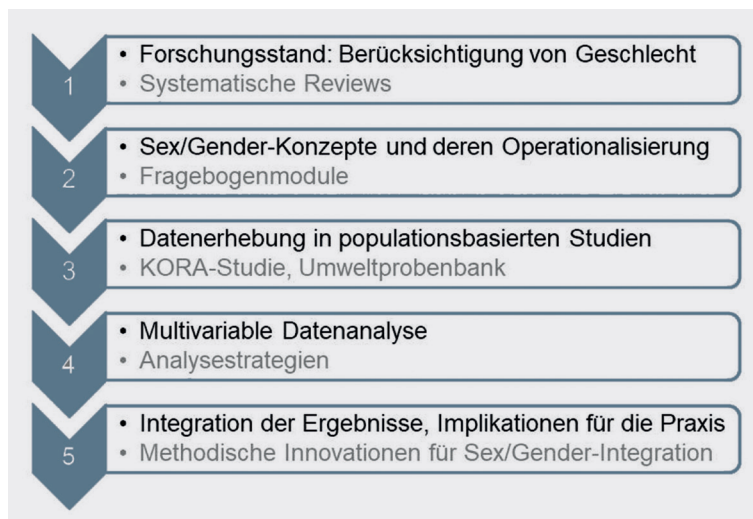 1
• Forschungsstand: Berücksichtigung von Geschlecht
• Systematische Reviews
2
• Sex/Gender-Konzepte und deren Operationalisierung
• Fragebogenmodule
3
• Datenerhebung in populationsbasierten Studien
• KORA-Studie, Umweltprobenbank
4
• Multivariable Datenanalyse
• Analysestrategien
5
• Integration der Ergebnisse, Implikationen für die Praxis
• Methodische Innovationen für Sex/Gender-Integration